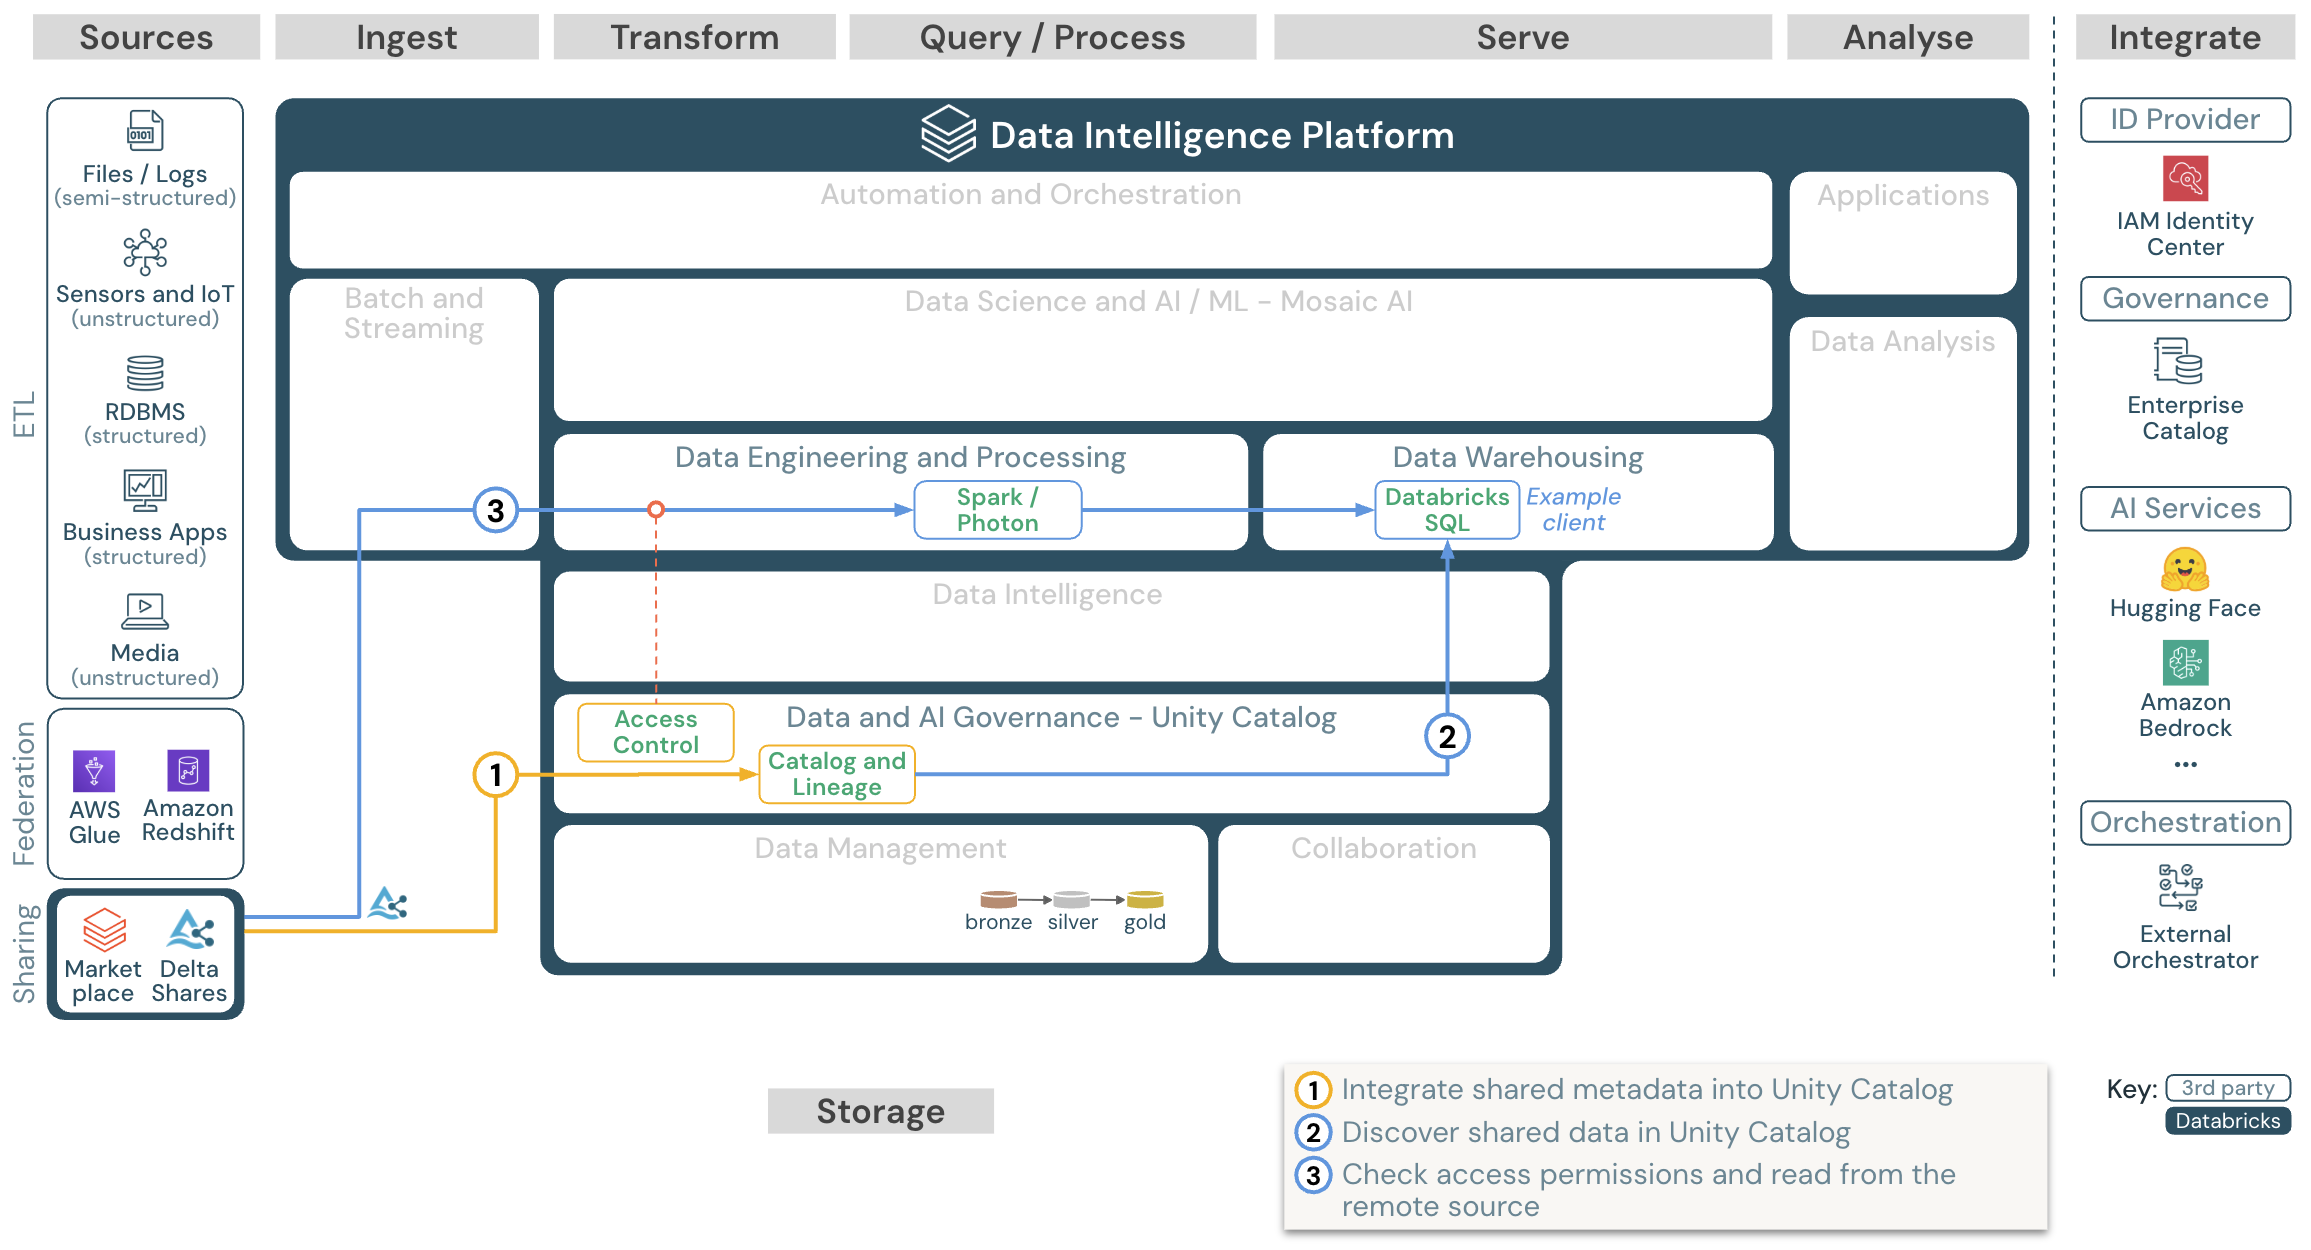 Sources
Ingest
Transform
Query / Process
Serve
Analyse
Integrate
ETL
0101
Files / Logs
(semi-structured)
Sensors and IoT
(unstructured)
RDBMS
(structured)
Business Apps
(structured)
Media
(unstructured)
Federation
AWS
Glue
Amazon
Redshift
Sharing
Market
place
Delta
Shares
Data Intelligence Platform
Automation and Orchestration
Applications
Batch and
Streaming
Data Science and AI / ML - Mosaic AI
Data Analysis
Data Engineering and Processing
3
Spark /
Photon
Data Warehousing
Databricks
SQL
Example
client
Data Intelligence
Data and AI Governance - Unity Catalog
Access
Control
1
Catalog and
Lineage
2
Data Management
bronze
silver
gold
Collaboration
ID Provider
IAM Identity
Center
Governance
Enterprise
Catalog
AI Services
Hugging Face
Amazon
Bedrock
...
Orchestration
External
Orchestrator
Storage
1 Integrate shared metadata into Unity Catalog
2 Discover shared data in Unity Catalog
3 Check access permissions and read from the
remote source
Key: 3rd party
Databricks